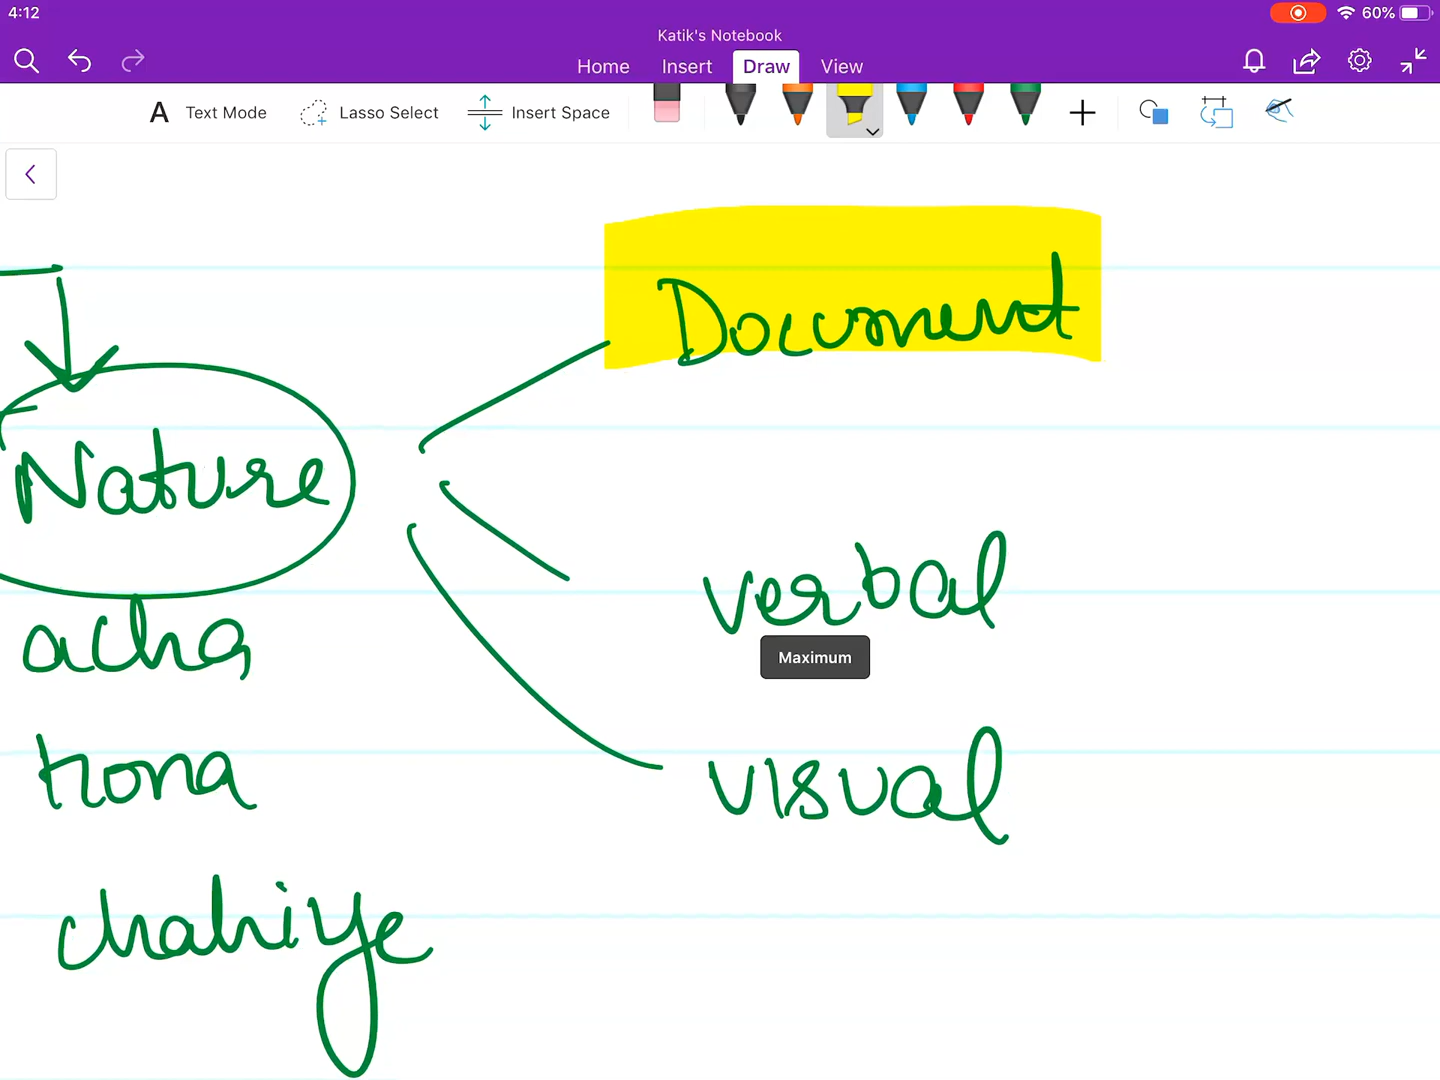 4:12
60%
Katik's Notebook
Home Insert Draw View
A Text Mode Lasso Select Insert Space
Document
Nature
verbal
acha
Maximum
hona
visual
chahiye